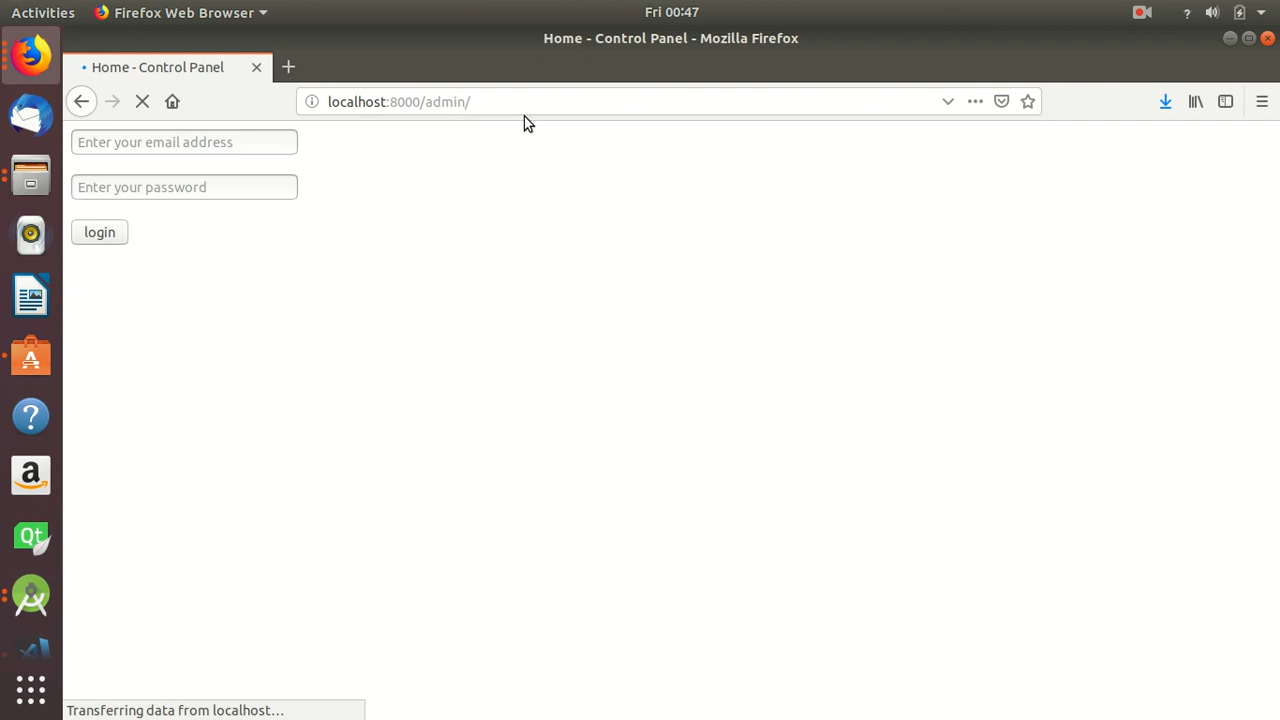 Activities Firefox Web Browser Fri 00:47
Home - Control Panel - Mozilla Firefox
Home - Control Panel
localhost:8000/admin/
Enter your email address
Enter your password
login
Qt
Transferring data from localhost…